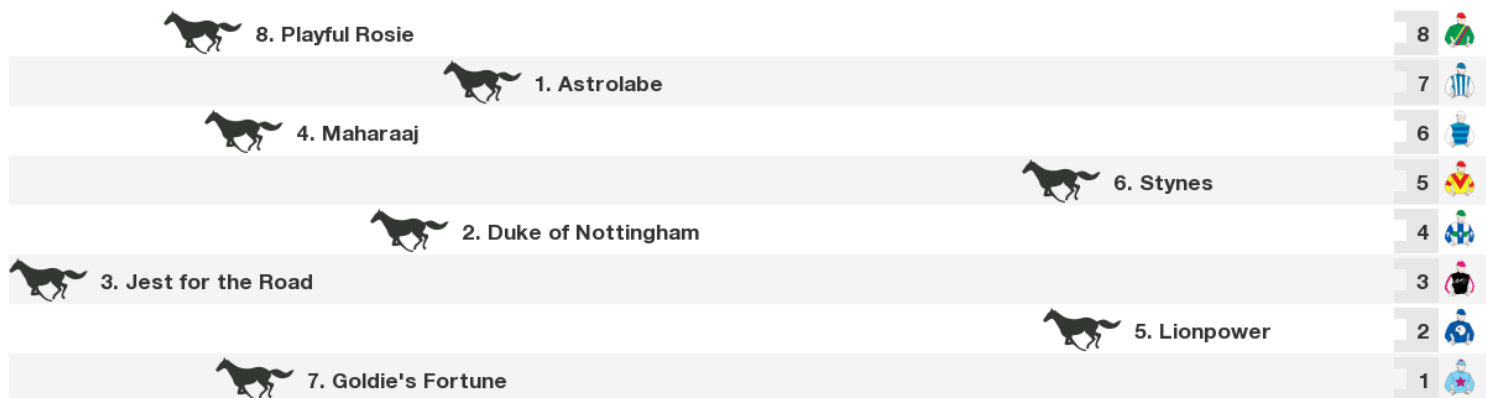 8. Playful Rosie 8
1. Astrolabe 7
4. Maharaaj 6
6. Stynes 5
2. Duke of Nottingham 4
3. Jest for the Road 3
5. Lionpower 2
7. Goldie's Fortune 1